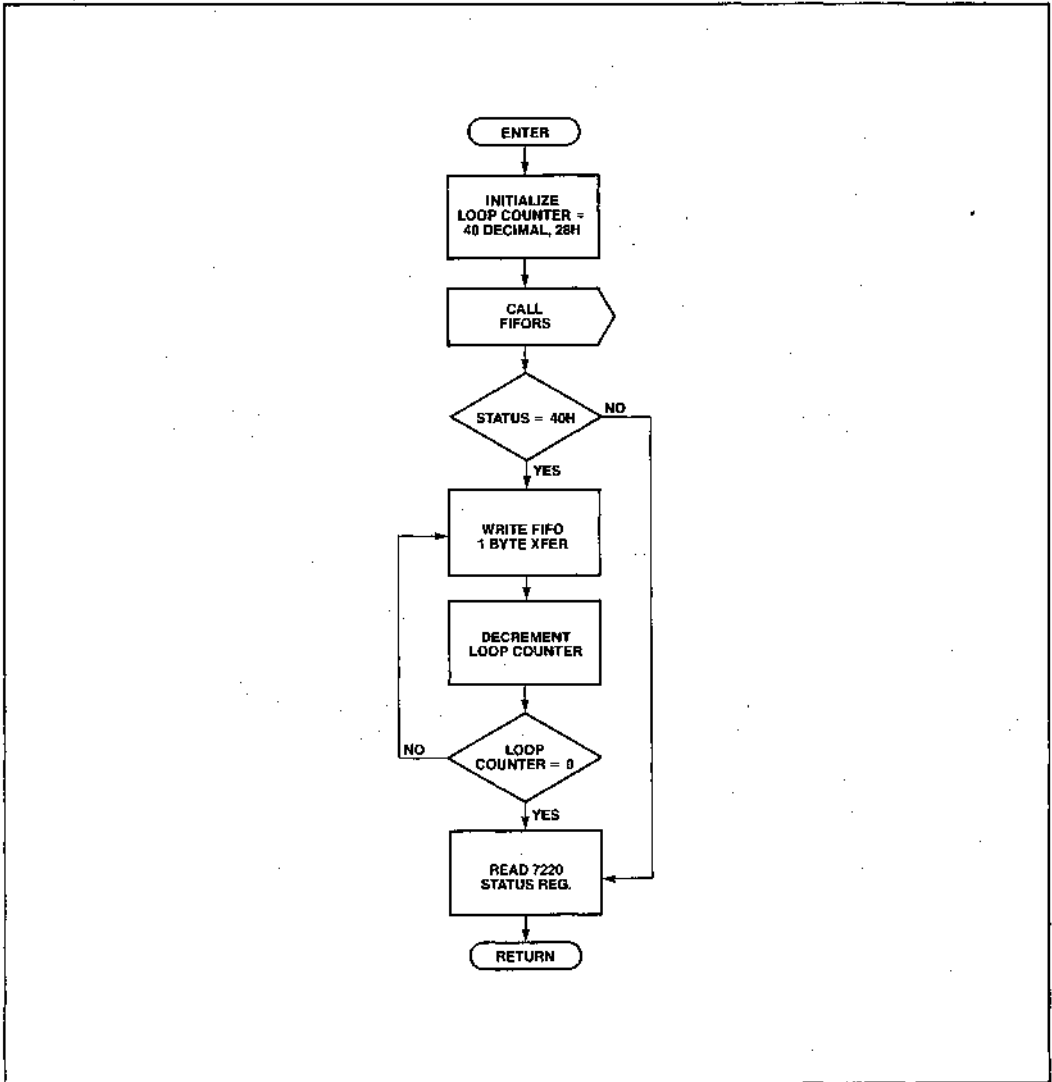 ENTER
INITIALIZE
LOOP COUNTER =
40 DECIMAL, 28H
CALL
FIFORS
STATUS = 40H
NO
YES
WRITE FIFO
1 BYTE XFER
DECREMENT
LOOP COUNTER
NO
LOOP
COUNTER = 0
YES
READ 7220
STATUS REG.
RETURN